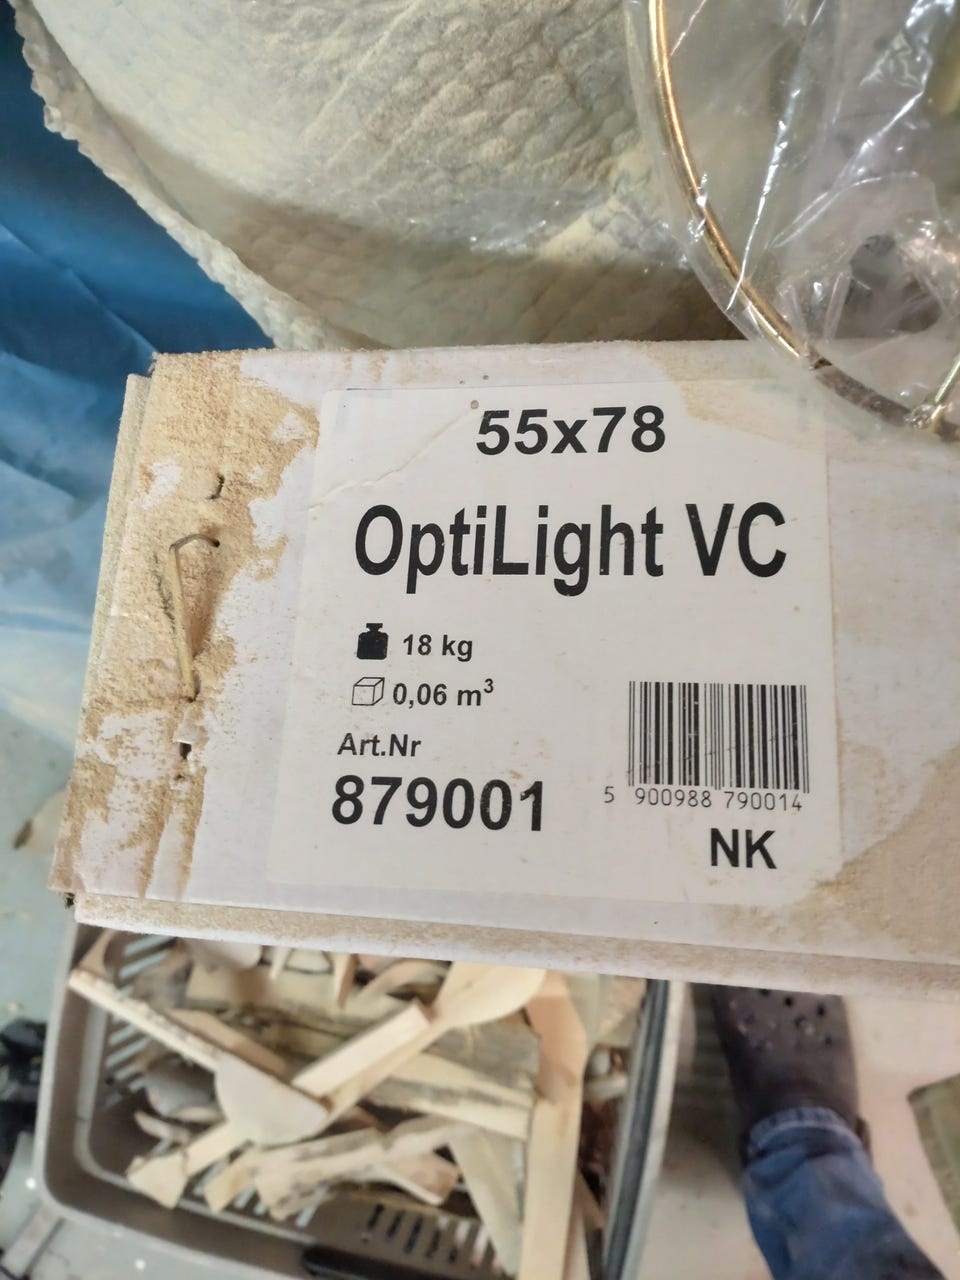 55x78
OptiLight VC
18 kg
0,06 m³
Art.Nr
879001
5 900988 790014
NK